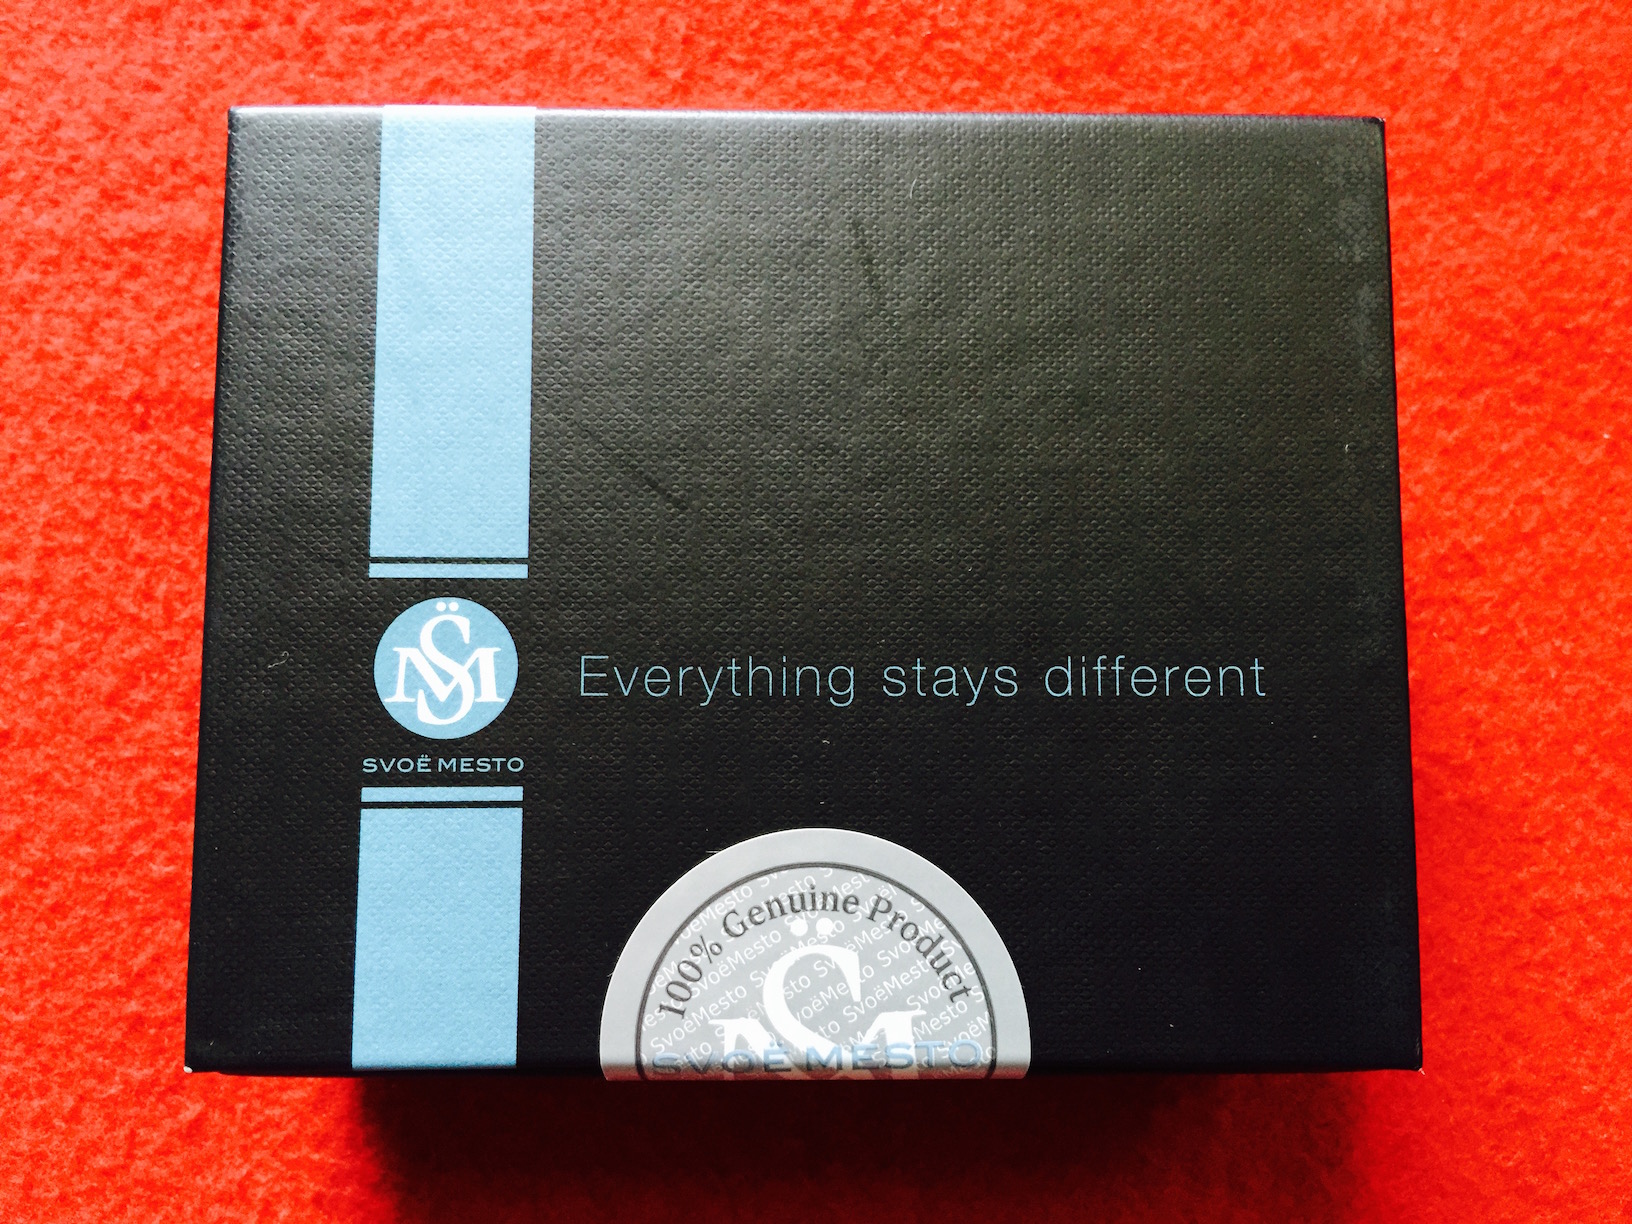 S̈M
SVOË MESTO
Everything stays different
100% Genuine Product
S̈M
SVOË MESTO